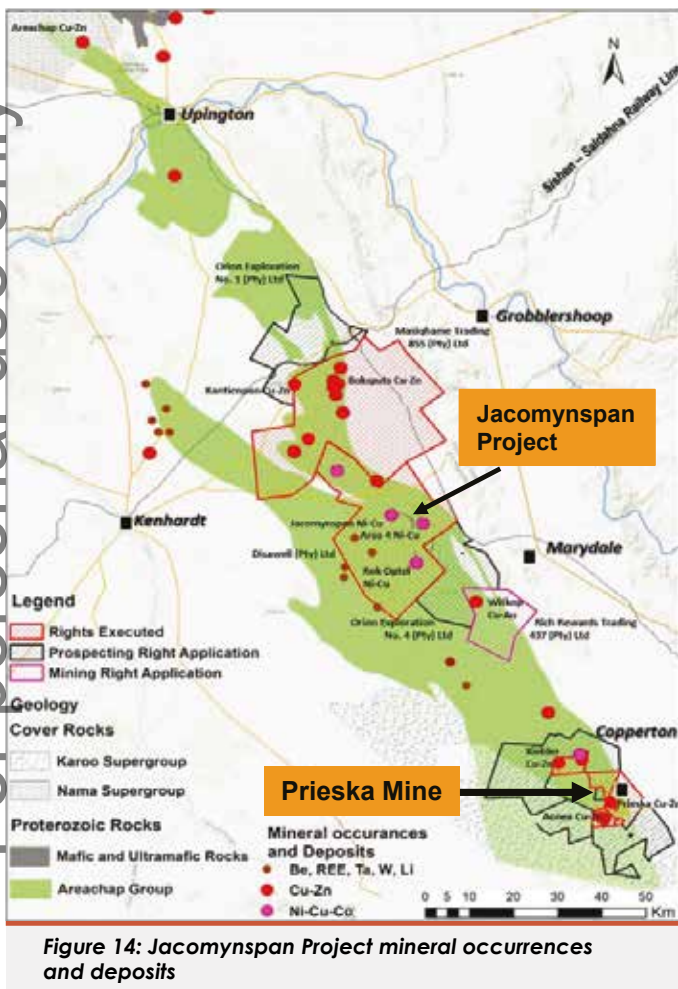 Areachap Cu-Zn
Upington
N
Sishen – Saldahna Railway Line
Orion Exploration
No. 1 (Pty) Ltd
Grobblershoop
Masiqhame Trading
855 (Pty) Ltd
Kantienpan Cu-Zn
Bokspuits Cu-Zn
Jacomynspan
Project
Kenhardt
Jacomynspan Ni-Cu
Area 4 Ni-Cu
Disawell (Pty) Ltd
Rok Optel
Ni-Cu
Marydale
Witkop
Cu-Au
Rich Rewards Trading
437 (Pty) Ltd
Orion Exploration
No. 4 (Pty) Ltd
Legend
Rights Executed
Prospecting Right Application
Mining Right Application
Geology
Cover Rocks
Karoo Supergroup
Nama Supergroup
Proterozoic Rocks
Mafic and Ultramafic Rocks
Areachap Group
Copperton
Cu-Zn
Prieska Mine
Prieska Cu-Zn
Annex Cu-
Mineral occurances
and Deposits
Be, REE, Ta, W, Li
Cu-Zn
Ni-Cu-Co
0 5 10 20 30 40 50
Km
Figure 14: Jacomynspan Project mineral occurrences
and deposits